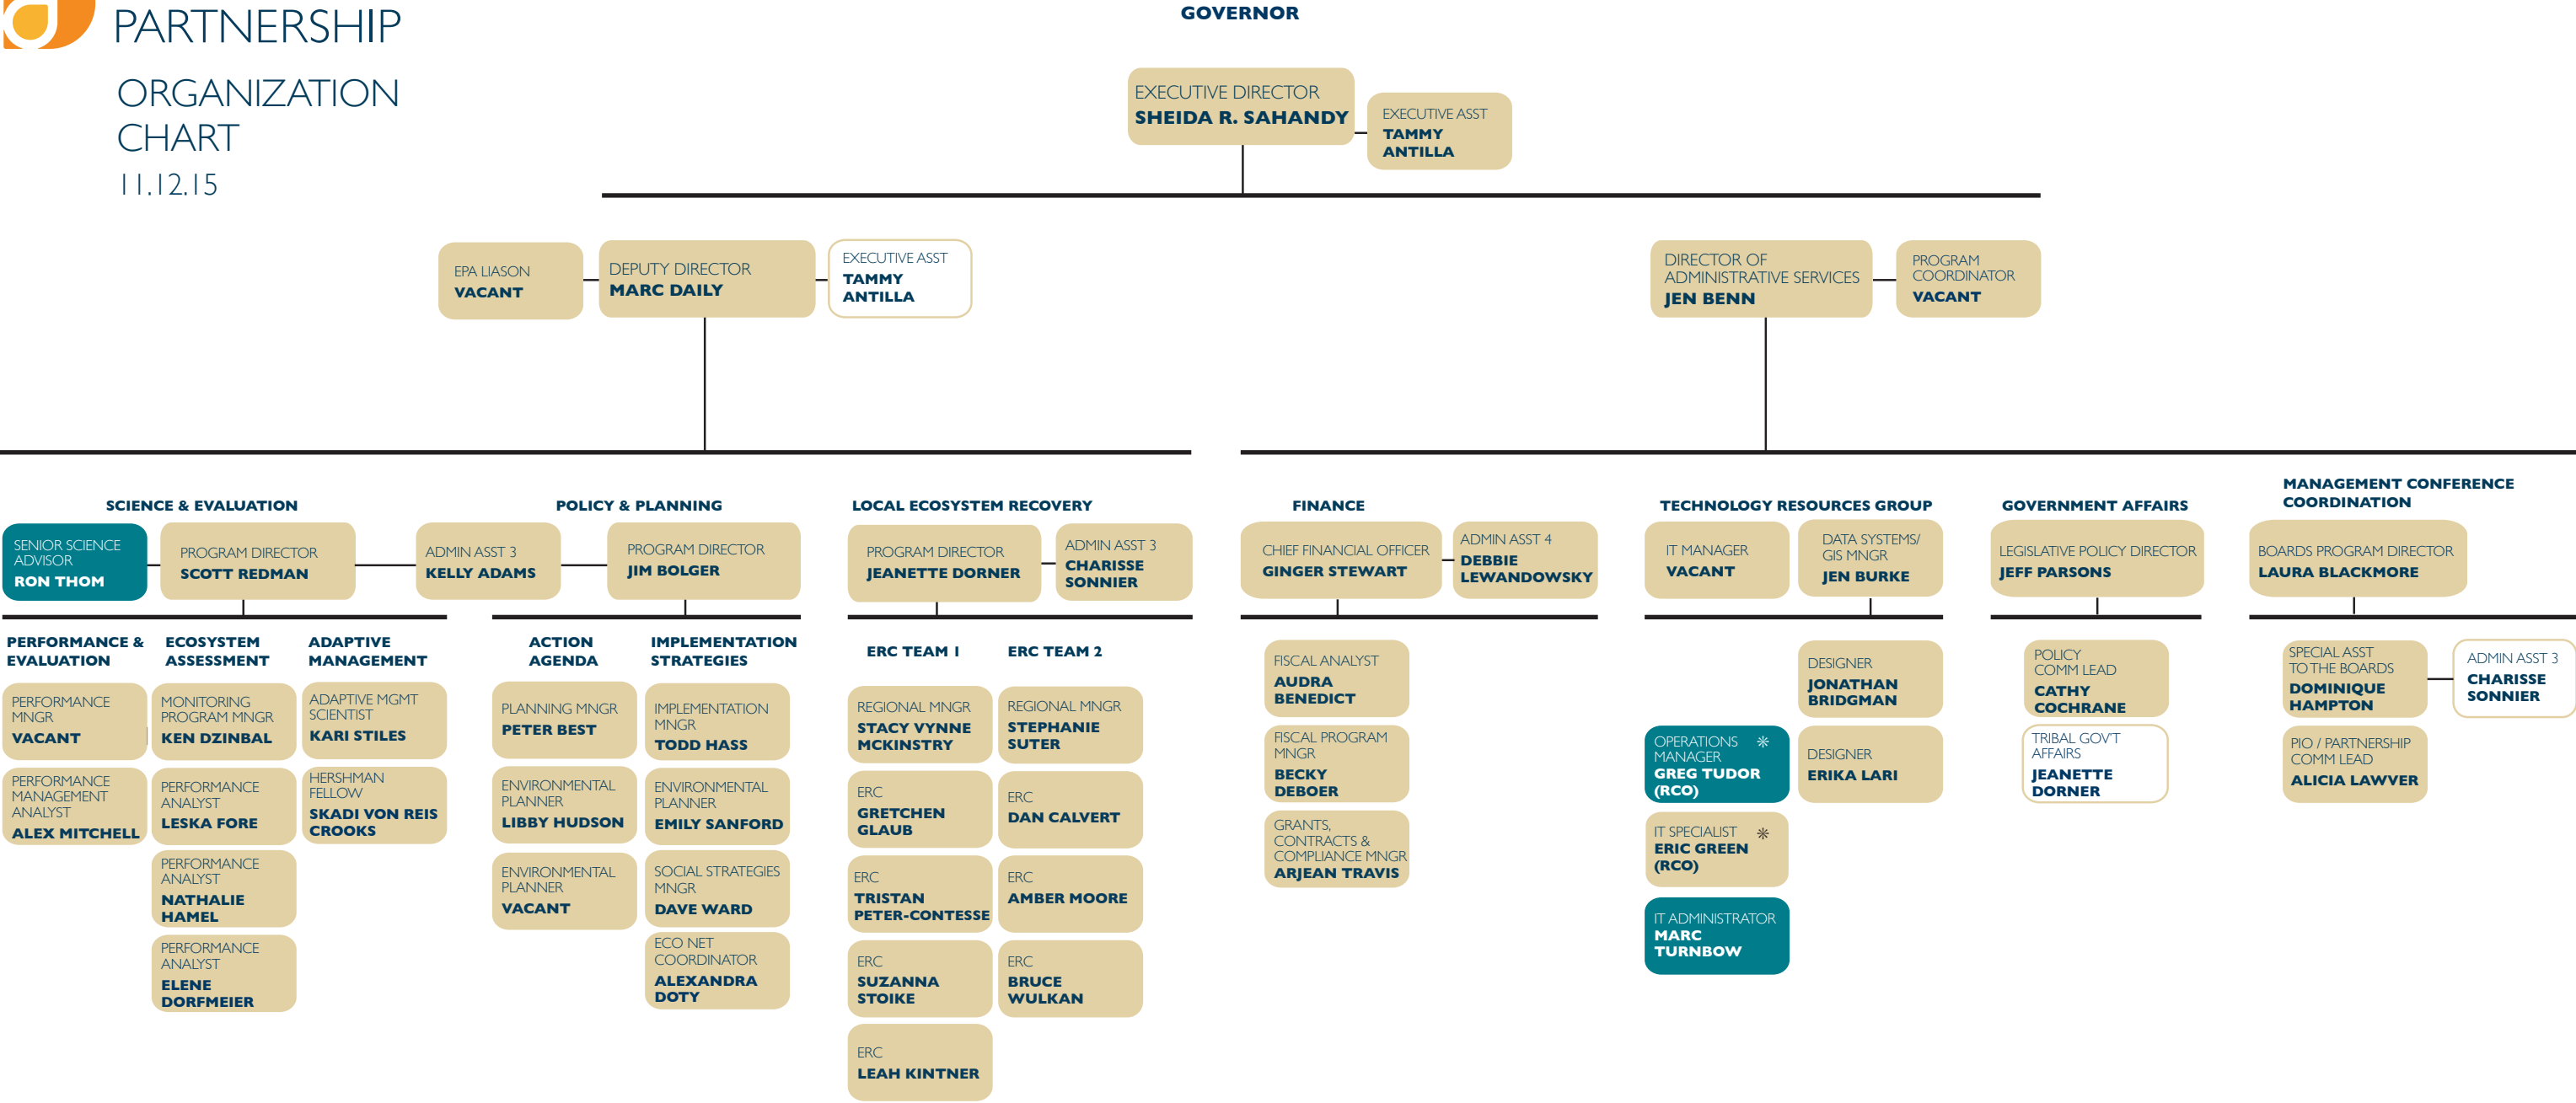 PARTNERSHIP
ORGANIZATION
CHART
11.12.15
GOVERNOR
EXECUTIVE DIRECTOR
SHEIDA R. SAHANDY
EXECUTIVE ASST
TAMMY
ANTILLA
EPA LIASON
VACANT
DEPUTY DIRECTOR
MARC DAILY
EXECUTIVE ASST
TAMMY
ANTILLA
DIRECTOR OF
ADMINISTRATIVE SERVICES
JEN BENN
PROGRAM
COORDINATOR
VACANT
SCIENCE & EVALUATION
SENIOR SCIENCE
ADVISOR
RON THOM
PROGRAM DIRECTOR
SCOTT REDMAN
ADMIN ASST 3
KELLY ADAMS
POLICY & PLANNING
PROGRAM DIRECTOR
JIM BOLGER
LOCAL ECOSYSTEM RECOVERY
PROGRAM DIRECTOR
JEANETTE DORNER
ADMIN ASST 3
CHARISSE
SONNIER
FINANCE
CHIEF FINANCIAL OFFICER
GINGER STEWART
ADMIN ASST 4
DEBBIE
LEWANDOWSKY
TECHNOLOGY RESOURCES GROUP
IT MANAGER
VACANT
DATA SYSTEMS/
GIS MNGR
JEN BURKE
GOVERNMENT AFFAIRS
LEGISLATIVE POLICY DIRECTOR
JEFF PARSONS
MANAGEMENT CONFERENCE
COORDINATION
BOARDS PROGRAM DIRECTOR
LAURA BLACKMORE
PERFORMANCE &
EVALUATION
PERFORMANCE
MNGR
VACANT
PERFORMANCE
MANAGEMENT
ANALYST
ALEX MITCHELL
ECOSYSTEM
ASSESSMENT
MONITORING
PROGRAM MNGR
KEN DZINBAL
PERFORMANCE
ANALYST
LESKA FORE
PERFORMANCE
ANALYST
NATHALIE
HAMEL
PERFORMANCE
ANALYST
ELENE
DORFMEIER
ADAPTIVE
MANAGEMENT
ADAPTIVE MGMT
SCIENTIST
KARI STILES
HERSHMAN
FELLOW
SKADI VON REIS
CROOKS
ACTION
AGENDA
PLANNING MNGR
PETER BEST
ENVIRONMENTAL
PLANNER
LIBBY HUDSON
ENVIRONMENTAL
PLANNER
VACANT
IMPLEMENTATION
STRATEGIES
IMPLEMENTATION
MNGR
TODD HASS
ENVIRONMENTAL
PLANNER
EMILY SANFORD
SOCIAL STRATEGIES
MNGR
DAVE WARD
ECO NET
COORDINATOR
ALEXANDRA
DOTY
ERC TEAM 1
REGIONAL MNGR
STACY VYNNE
MCKINSTRY
ERC
GRETCHEN
GLAUB
ERC
TRISTAN
PETER-CONTESSE
ERC
SUZANNA
STOIKE
ERC
LEAH KINTNER
ERC TEAM 2
REGIONAL MNGR
STEPHANIE
SUTER
ERC
DAN CALVERT
ERC
AMBER MOORE
ERC
BRUCE
WULKAN
FISCAL ANALYST
AUDRA
BENEDICT
FISCAL PROGRAM
MNGR
BECKY
DEBOER
GRANTS,
CONTRACTS &
COMPLIANCE MNGR
ARJEAN TRAVIS
OPERATIONS
MANAGER
GREG TUDOR
(RCO)
IT SPECIALIST
ERIC GREEN
(RCO)
IT ADMINISTRATOR
MARC
TURNBOW
DESIGNER
JONATHAN
BRIDGMAN
DESIGNER
ERIKA LARI
POLICY
COMM LEAD
CATHY
COCHRANE
TRIBAL GOV'T
AFFAIRS
JEANETTE
DORNER
SPECIAL ASST
TO THE BOARDS
DOMINIQUE
HAMPTON
ADMIN ASST 3
CHARISSE
SONNIER
PIO / PARTNERSHIP
COMM LEAD
ALICIA LAWVER